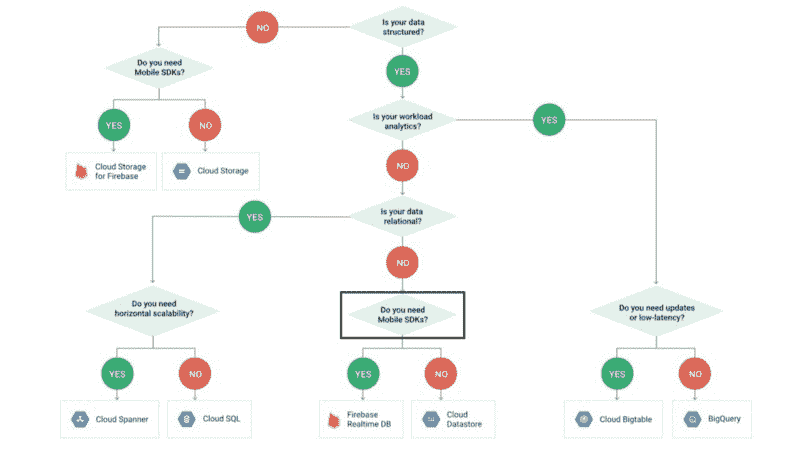 Is your data
structured?
NO
Do you need
Mobile SDKs?
YES
Is your workload
analytics?
YES
YES
NO
NO
Cloud Storage
for Firebase
Cloud Storage
Is your data
relational?
YES
NO
Do you need
horizontal scalability?
Do you need
Mobile SDKs?
Do you need updates
or low-latency?
YES
NO
YES
NO
YES
NO
Cloud Spanner
Cloud SQL
Firebase
Realtime DB
Cloud
Datastore
Cloud Bigtable
BigQuery